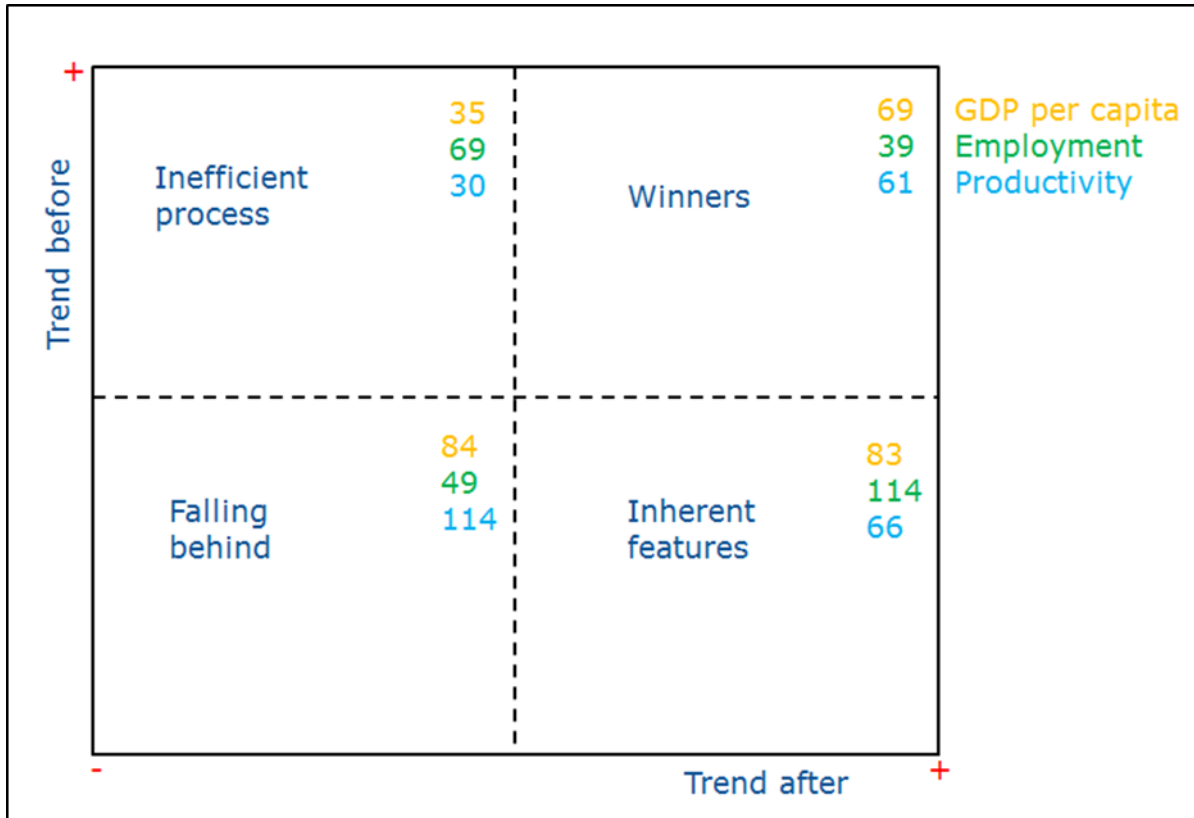 +
Trend before
Inefficient
process
35
69
30
Winners
69 GDP per capita
39 Employment
61 Productivity
Falling
behind
84
49
114
Inherent
features
83
114
66
-
Trend after
+